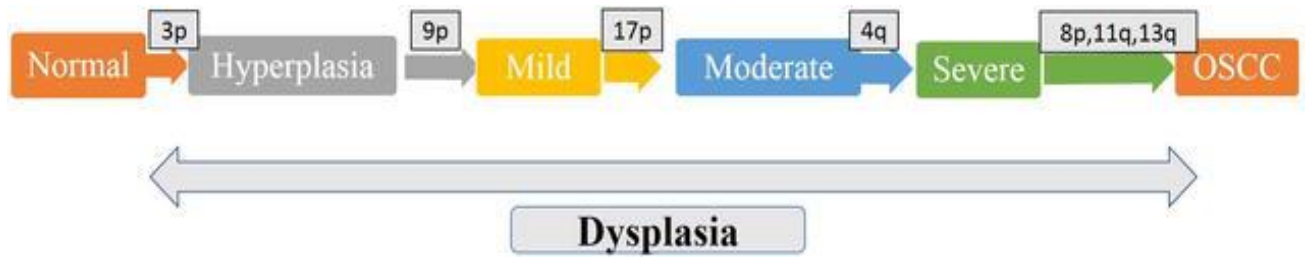 3p
9p
17p
4q
8p,11q,13q
Normal
Hyperplasia
Mild
Moderate
Severe
OSCC
Dysplasia